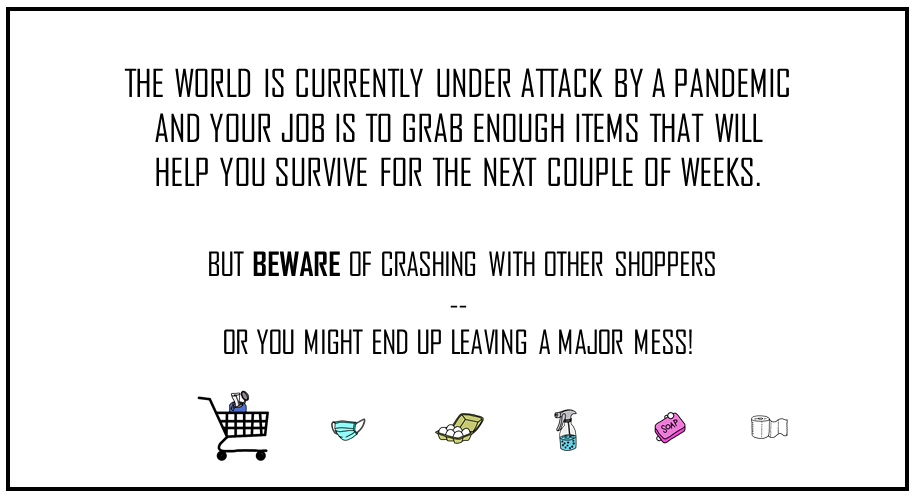 THE WORLD IS CURRENTLY UNDER ATTACK BY A PANDEMIC
AND YOUR JOB IS TO GRAB ENOUGH ITEMS THAT WILL
HELP YOU SURVIVE FOR THE NEXT COUPLE OF WEEKS.
BUT BEWARE OF CRASHING WITH OTHER SHOPPERS
--
OR YOU MIGHT END UP LEAVING A MAJOR MESS!
SOAP